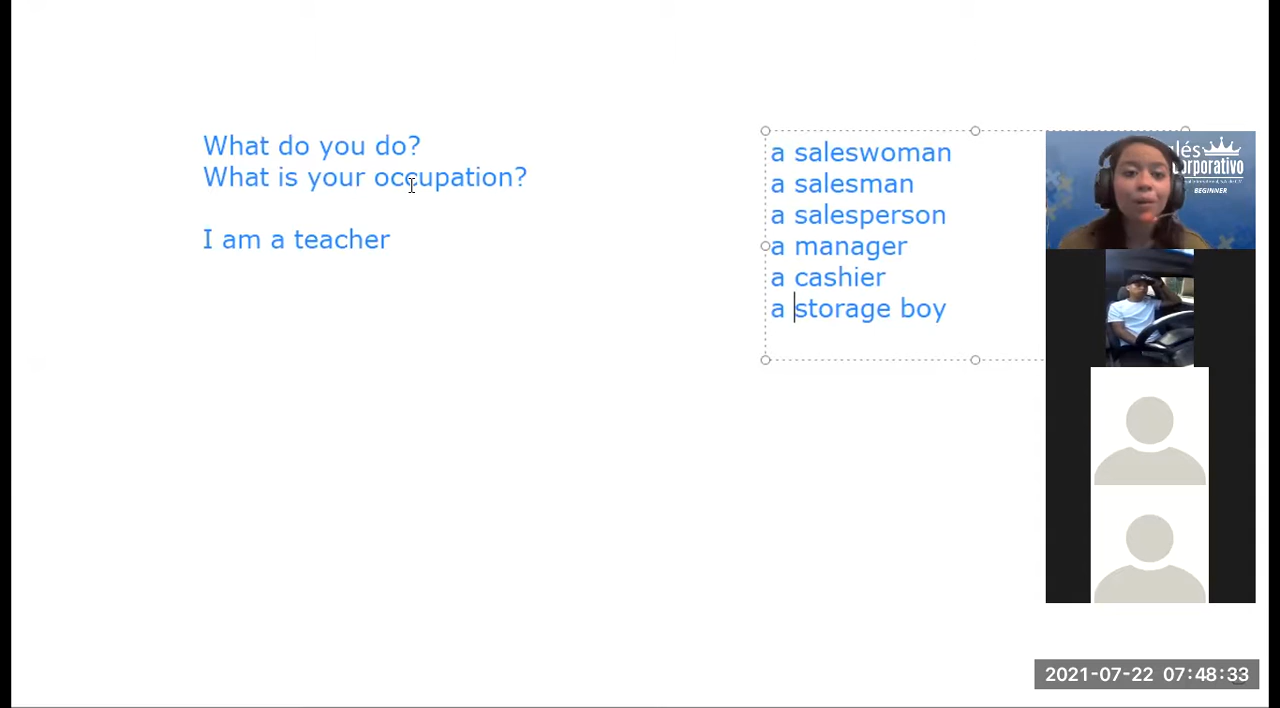 What do you do?
What is your occupation?
I am a teacher
a saleswoman
a salesman
a salesperson
a manager
a cashier
a storage boy
BEGINNER
2021-07-22 07:48:33